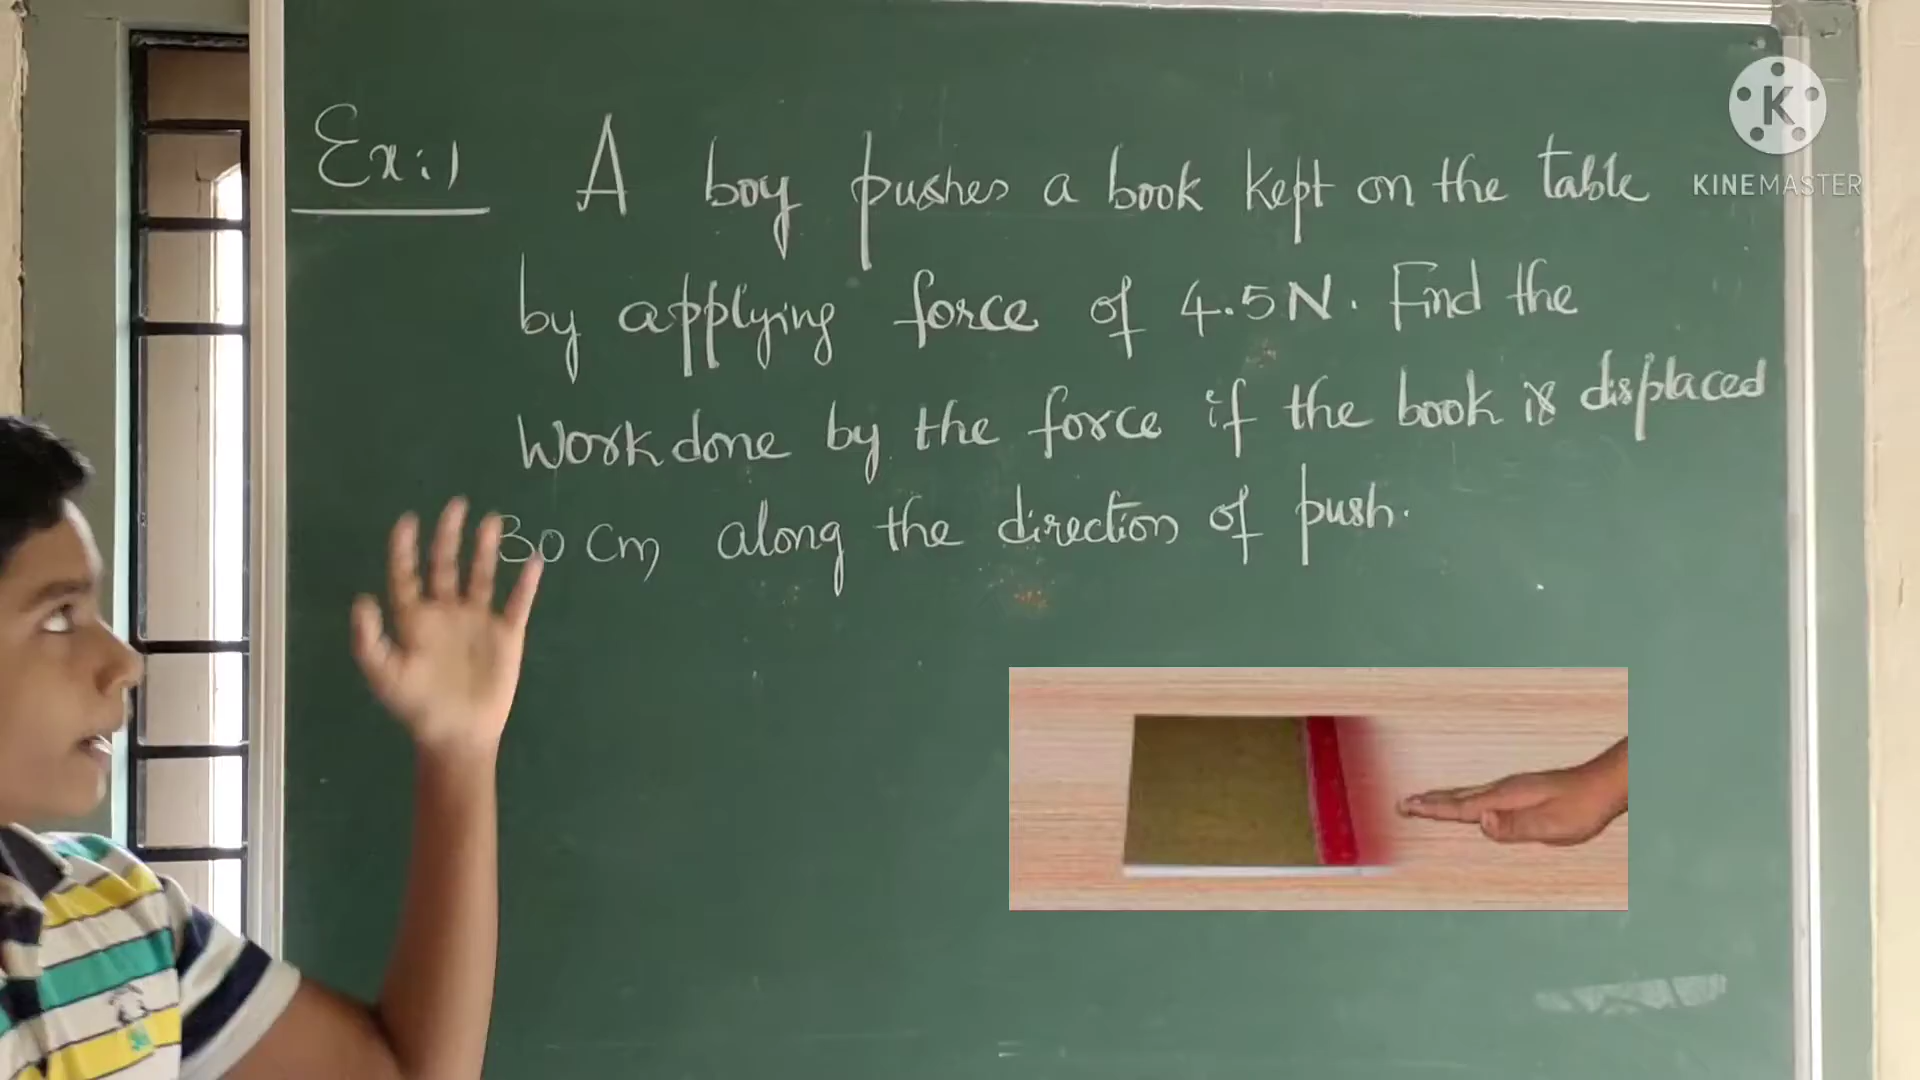 Ex:1 A boy pushes a book kept on the table
by applying force of 4.5N. Find the
Work done by the force if the book is displaced
30 cm along the direction of push.
K
KINEMASTER